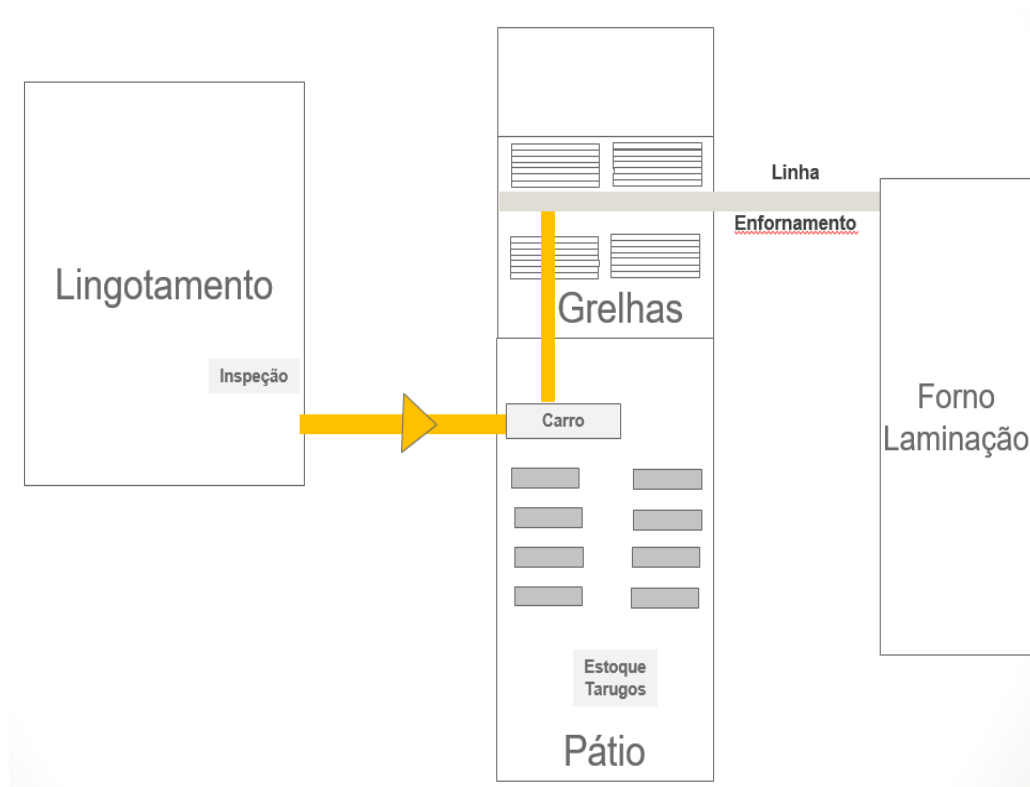 Linha
Enfornamento
Lingotamento
Grelhas
Inspeção
Carro
Forno
Laminação
Estoque
Tarugos
Pátio